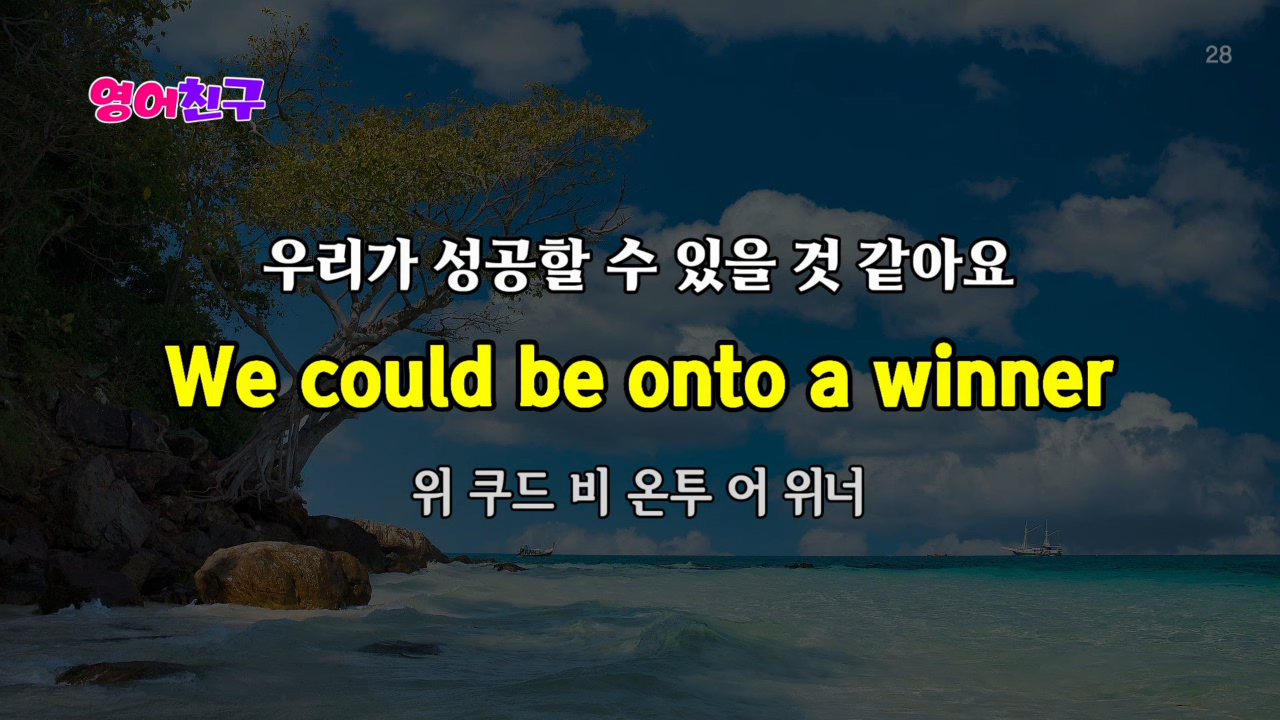 28
영어친구
우리가 성공할 수 있을 것 같아요
We could be onto a winner
위 쿠드 비 온투 어 위너